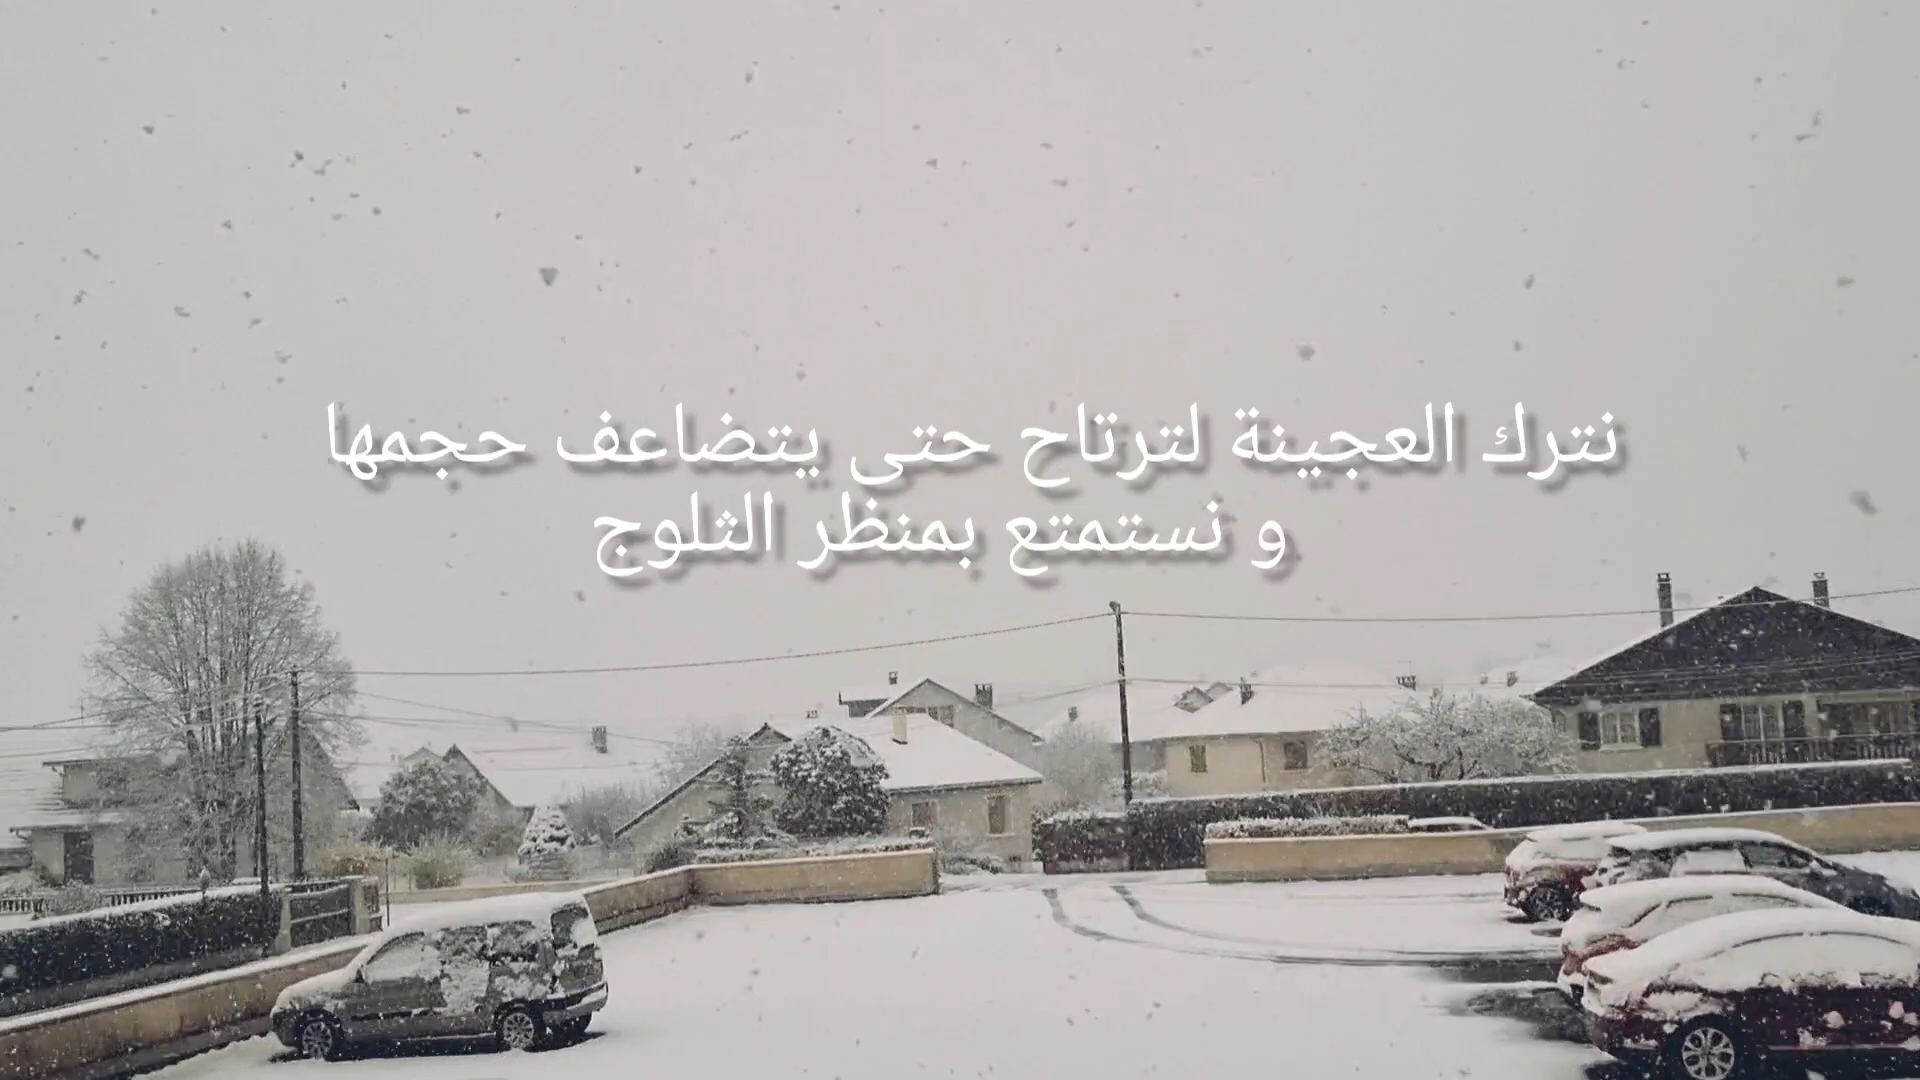 نترك العجينة لترتاح حتى يتضاعف حجمها
و نستمتع بمنظر الثلوج